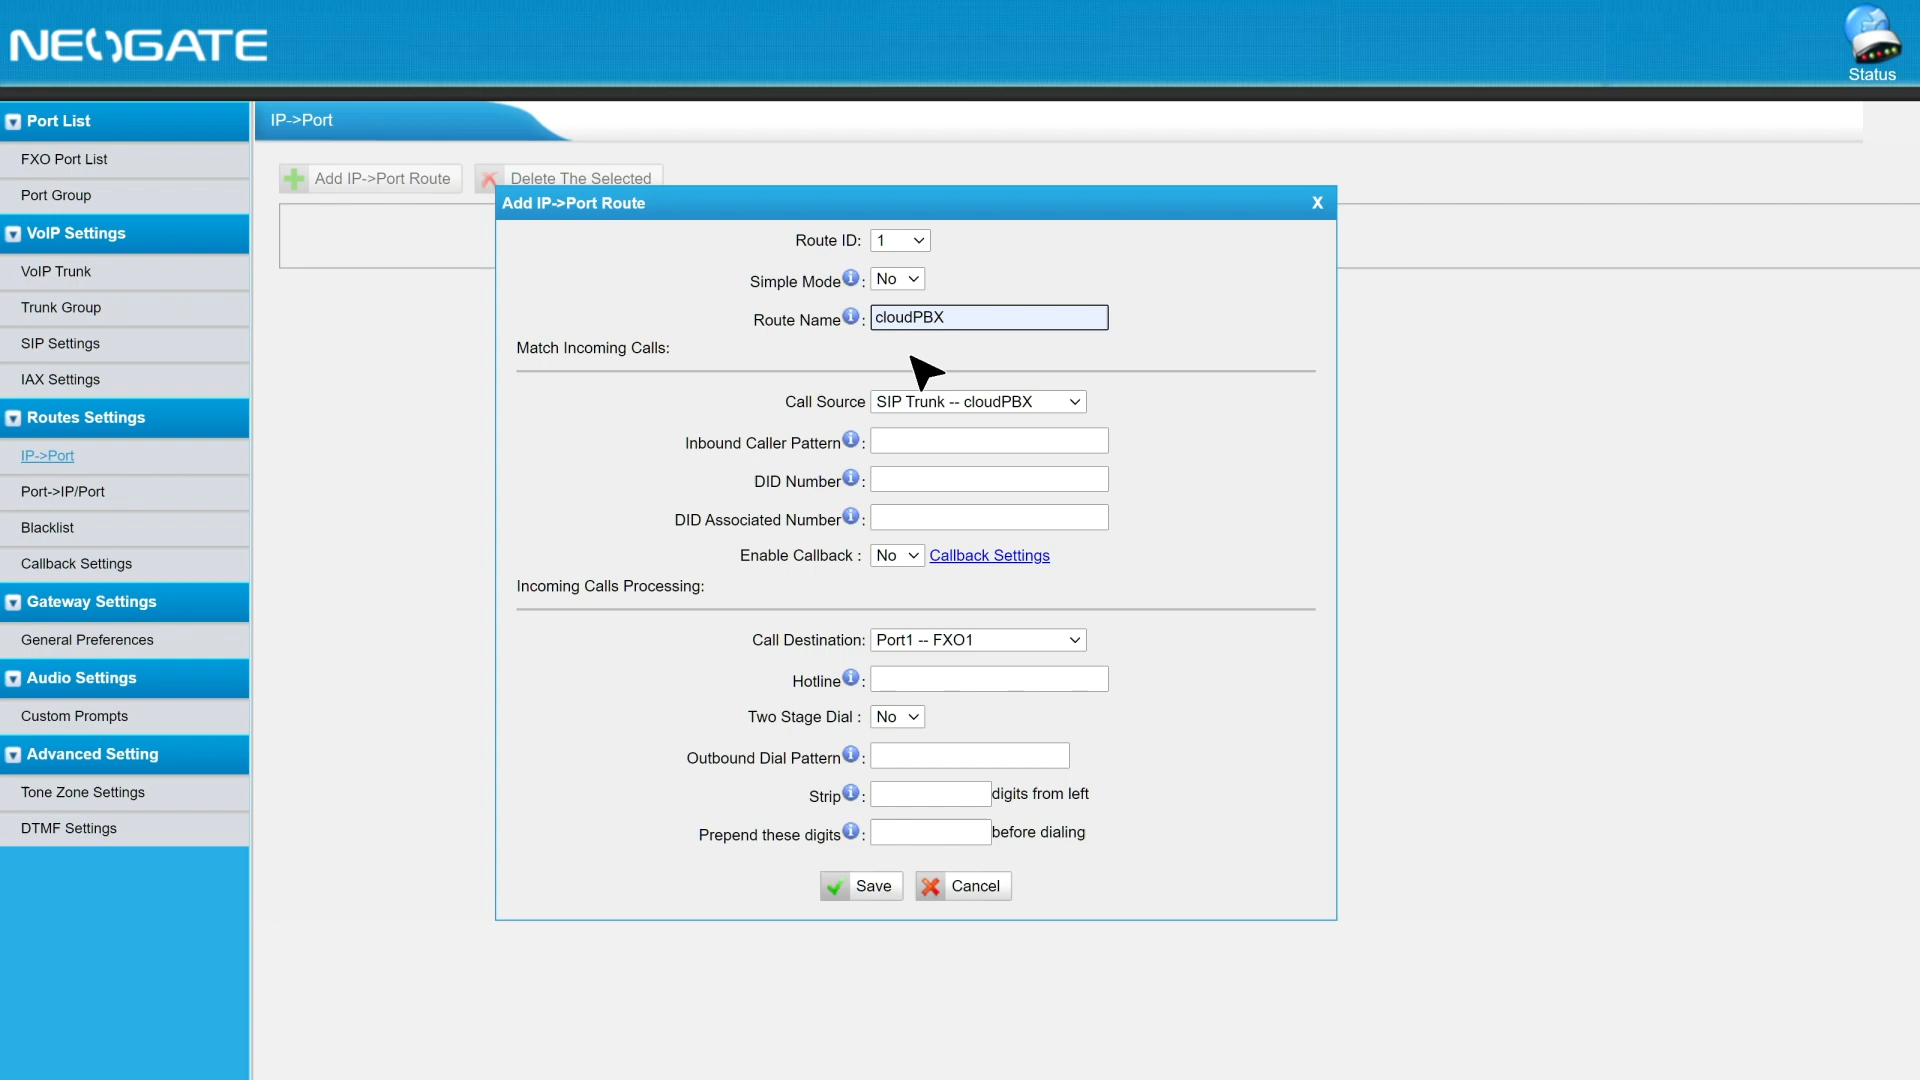 NEOGATE
Status
Port List
FXO Port List
Port Group
VoIP Settings
VoIP Trunk
Trunk Group
SIP Settings
IAX Settings
Routes Settings
IP->Port
Port->IP/Port
Blacklist
Callback Settings
Gateway Settings
General Preferences
Audio Settings
Custom Prompts
Advanced Setting
Tone Zone Settings
DTMF Settings
IP->Port
Add IP->Port Route
Delete The Selected
Add IP->Port Route X
Route ID: 1
Simple Mode : No
Route Name : cloudPBX
Match Incoming Calls:
Call Source SIP Trunk -- cloudPBX
Inbound Caller Pattern :
DID Number :
DID Associated Number :
Enable Callback : No Callback Settings
Incoming Calls Processing:
Call Destination: Port1 -- FXO1
Hotline :
Two Stage Dial : No
Outbound Dial Pattern :
Strip : digits from left
Prepend these digits : before dialing
Save Cancel